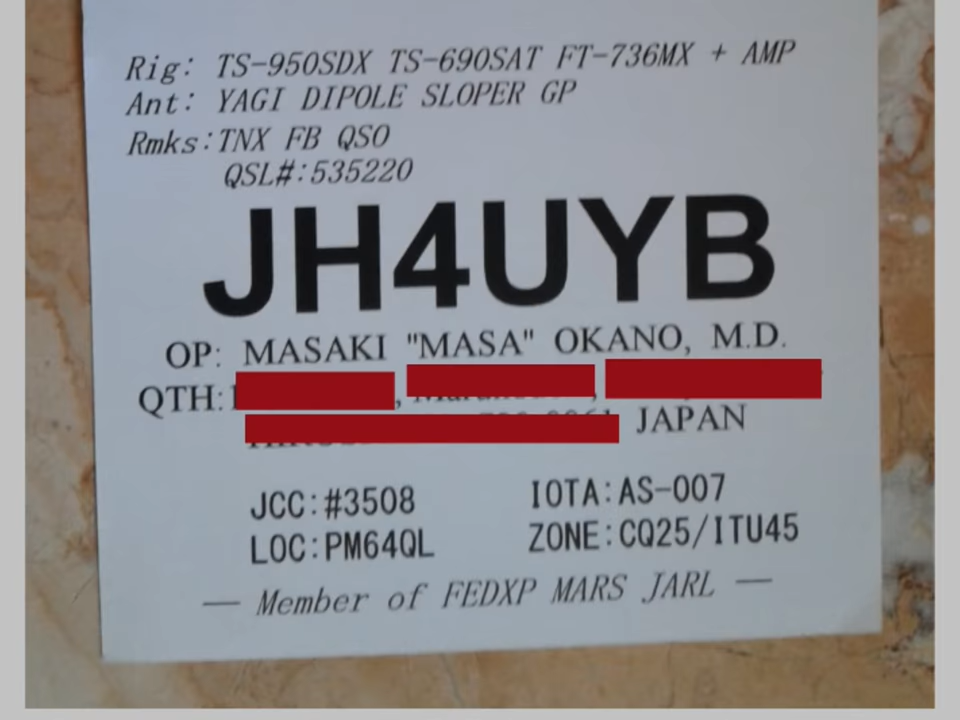 Rig: TS-950SDX TS-690SAT FT-736MX + AMP
Ant: YAGI DIPOLE SLOPER GP
Rmks:TNX FB QSO
QSL#:535220
JH4UYB
OP: MASAKI "MASA" OKANO, M.D.
QTH:
JAPAN
JCC:#3508 IOTA:AS-007
LOC:PM64QL ZONE:CQ25/ITU45
— Member of FEDXP MARS JARL —